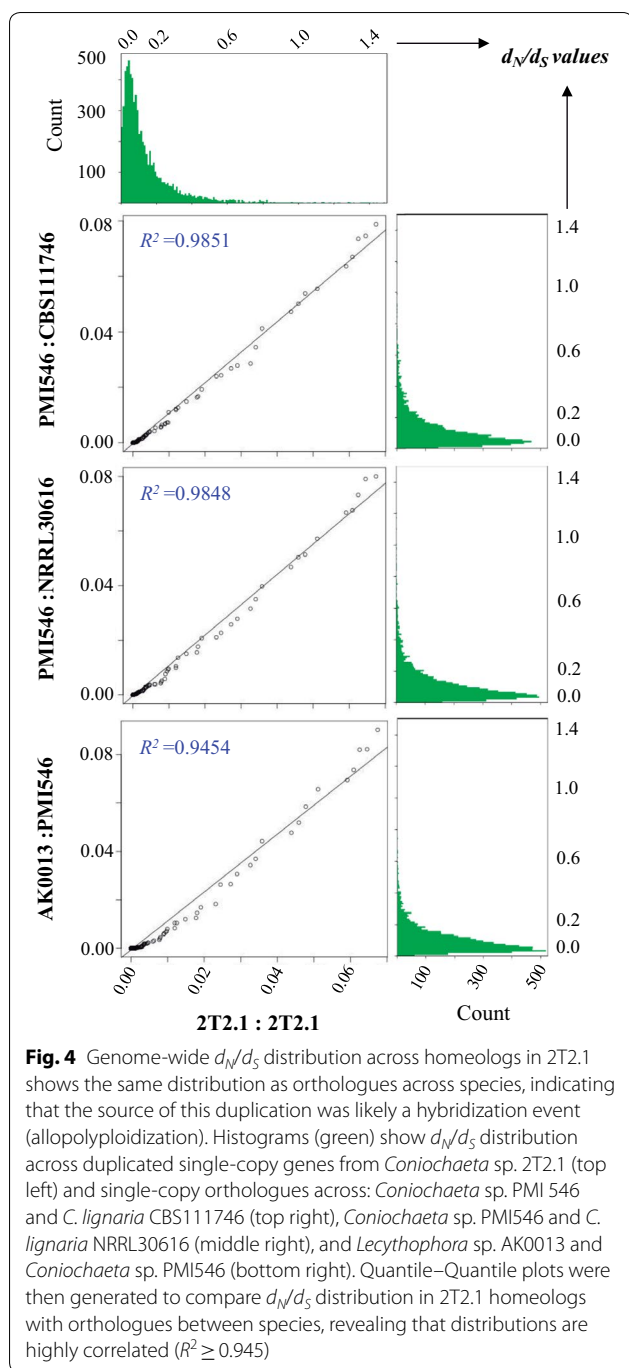 0.0 0.2 0.6 1.0 1.4
dN/dS values
500
300
100
Count
PMI546 :CBS111746
0.08
0.04
0.00
R² =0.9851
1.4
1.0
0.6
0.2
0.0
PMI546 :NRRL30616
0.08
0.04
0.00
R² =0.9848
1.4
1.0
0.6
0.2
0.0
AK0013 :PMI546
0.08
0.04
0.00
R² =0.9454
1.4
1.0
0.6
0.2
0.0
0.00 0.02 0.04 0.06
2T2.1 : 2T2.1
100 300 500
Count
Fig. 4 Genome-wide dN/dS distribution across homeologs in 2T2.1
shows the same distribution as orthologues across species, indicating
that the source of this duplication was likely a hybridization event
(allopolyploidization). Histograms (green) show dN/dS distribution
across duplicated single-copy genes from Coniochaeta sp. 2T2.1 (top
left) and single-copy orthologues across: Coniochaeta sp. PMI 546
and C. lignaria CBS111746 (top right), Coniochaeta sp. PMI546 and C.
lignaria NRRL30616 (middle right), and Lecythophora sp. AK0013 and
Coniochaeta sp. PMI546 (bottom right). Quantile–Quantile plots were
then generated to compare dN/dS distribution in 2T2.1 homeologs
with orthologues between species, revealing that distributions are
highly correlated (R² ≥ 0.945)